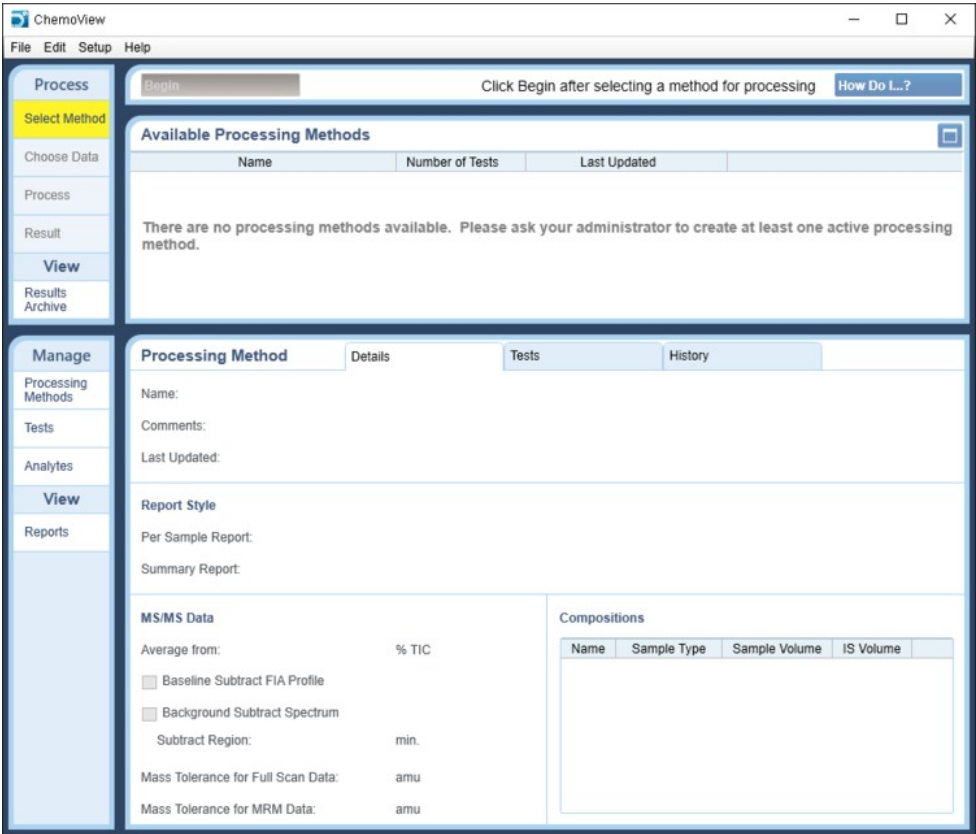 ChemoView
File Edit Setup Help
Process
Begin
Click Begin after selecting a method for processing
How Do I...?
Select Method
Choose Data
Process
Result
View
Results
Archive
Available Processing Methods
Name Number of Tests Last Updated
There are no processing methods available. Please ask your administrator to create at least one active processing
method.
Manage
Processing
Methods
Tests
Analytes
View
Reports
Processing Method Details Tests History
Name:
Comments:
Last Updated:
Report Style
Per Sample Report:
Summary Report:
MS/MS Data
Average from: % TIC
Baseline Subtract FIA Profile
Background Subtract Spectrum
Subtract Region: min.
Mass Tolerance for Full Scan Data: amu
Mass Tolerance for MRM Data: amu
Compositions
Name Sample Type Sample Volume IS Volume